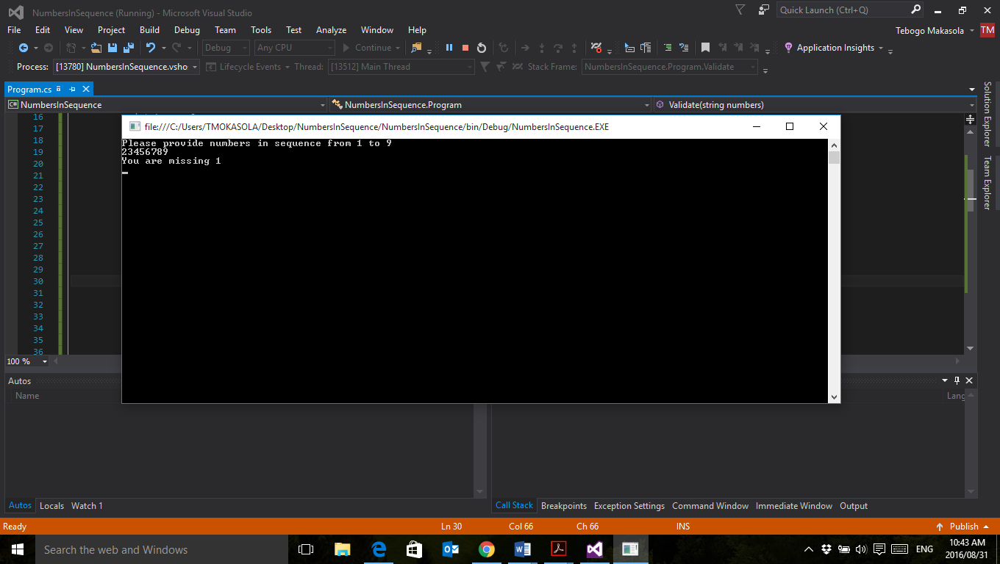 NumbersInSequence (Running) - Microsoft Visual Studio
Quick Launch (Ctrl+Q)
File Edit View Project Build Debug Team Tools Test Analyze Window Help
Tebogo Makasola TM
Debug Any CPU Continue Application Insights
Process: [13780] NumbersInSequence.vsho Lifecycle Events Thread: [13512] Main Thread Stack Frame: NumbersInSequence.Program.Validate
Program.cs
C# NumbersInSequence NumbersInSequence.Program Validate(string numbers)
Solution Explorer
Team Explorer
file:///C:/Users/TMOKASOLA/Desktop/NumbersInSequence/NumbersInSequence/bin/Debug/NumbersInSequence.EXE
Please provide numbers in sequence from 1 to 9
23456789
You are missing 1
16
17
18
19
20
21
22
23
24
25
26
27
28
29
30
31
32
33
34
35
36
100 %
Autos
Name
Lang
Autos Locals Watch 1
Call Stack Breakpoints Exception Settings Command Window Immediate Window Output
Ready Ln 30 Col 66 Ch 66 INS Publish
Search the web and Windows
ENG
10:43 AM
2016/08/31